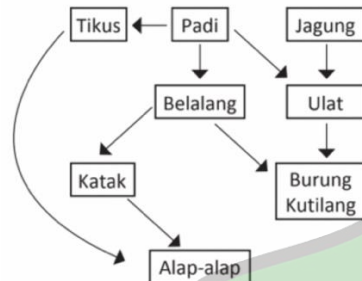 Tikus
Padi
Jagung
Belalang
Ulat
Katak
Burung
Kutilang
Alap-alap